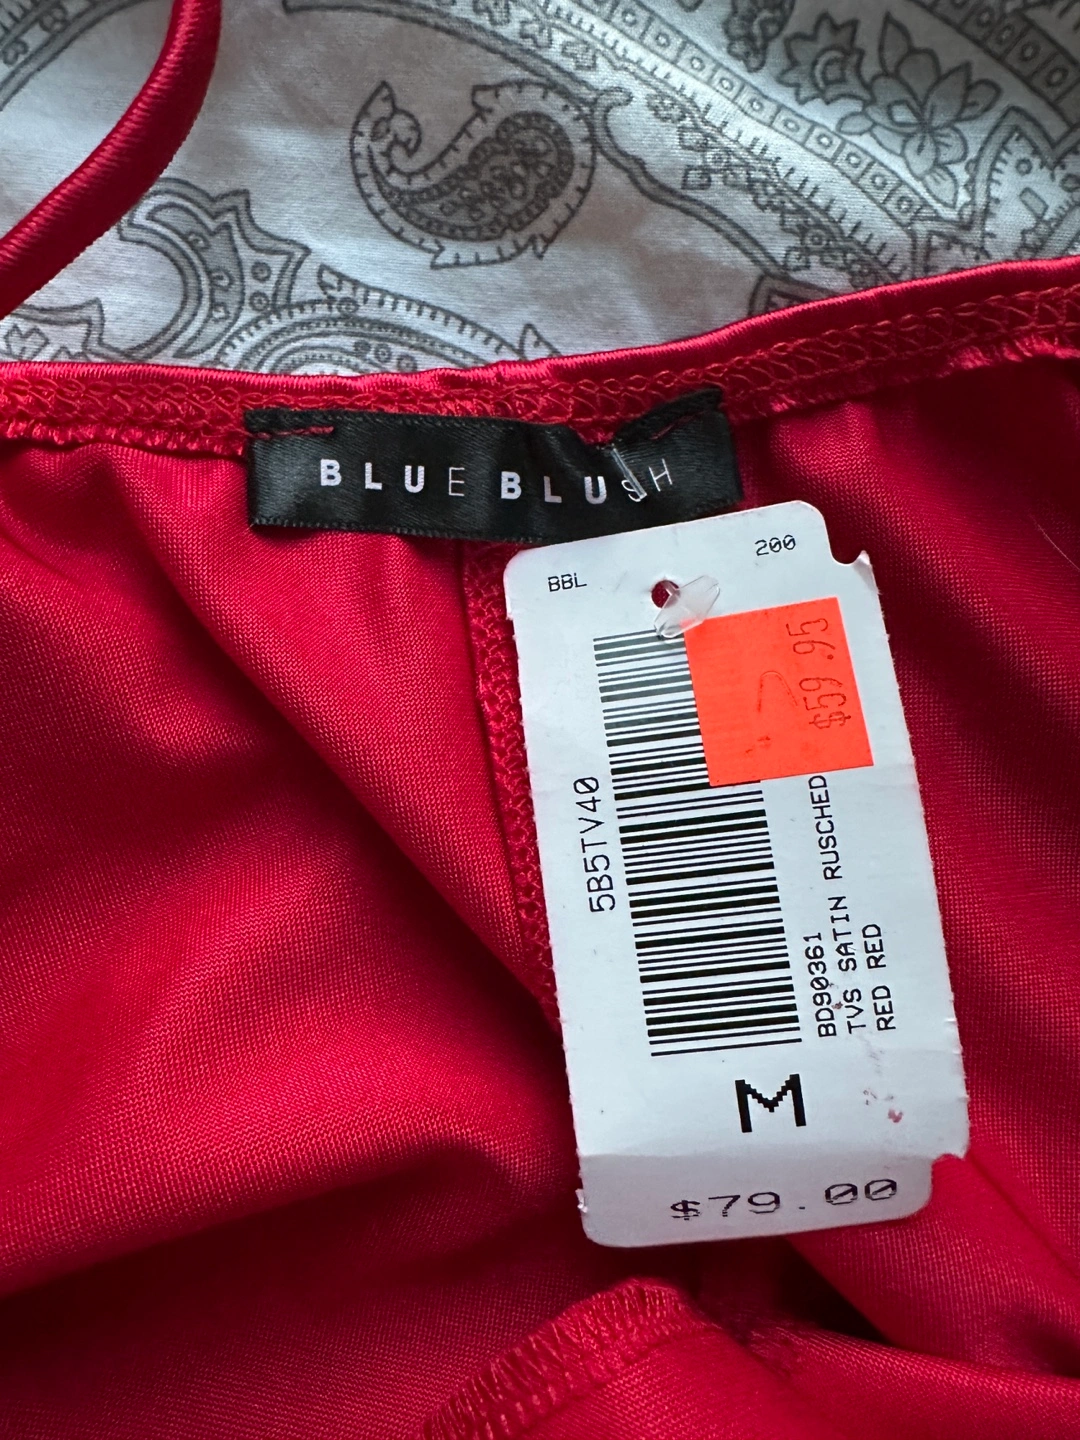 BLUE BLUSH
BBL
200
$59.95
5B5TV40
BD90361
TVS SATIN RUSCHED
RED RED
M
$79.00